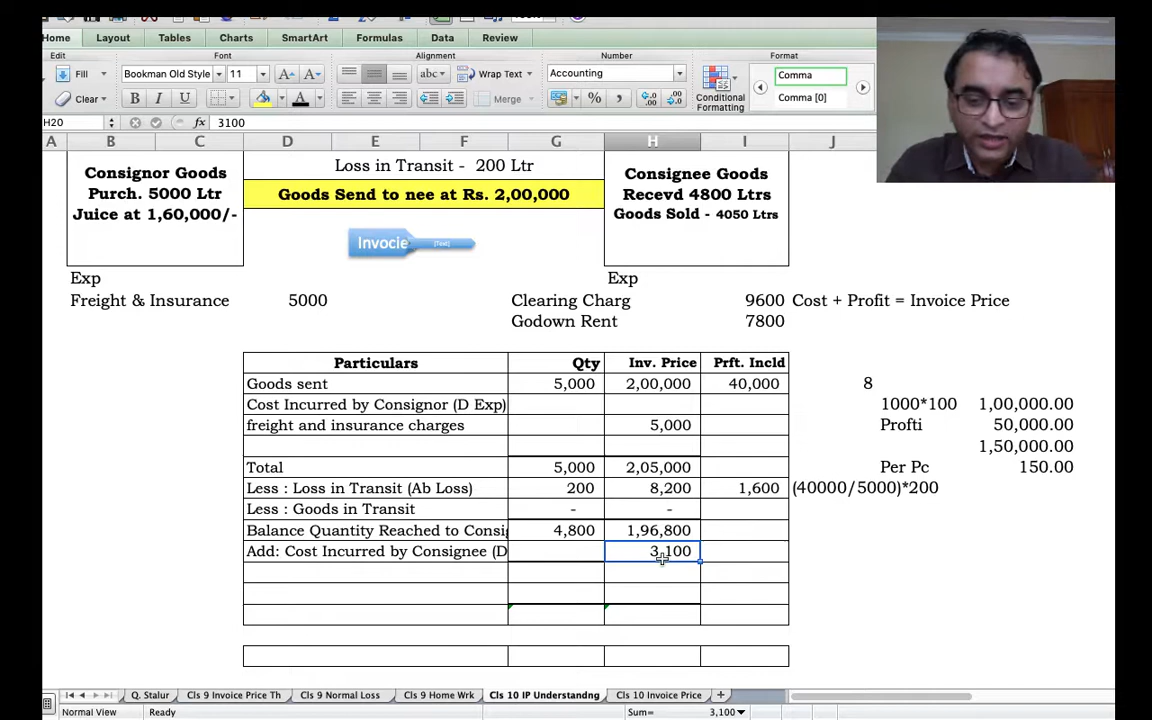 Home Layout Tables Charts SmartArt Formulas Data Review
Edit Font Alignment Number Format
Fill Bookman Old Style 11 A A abc Wrap Text Accounting Comma
Clear B I U A Merge % , Conditional Formatting Comma [0]
H20 fx 3100
A B C D E F G H I J
Consignor Goods
Purch. 5000 Ltr
Juice at 1,60,000/-
Loss in Transit - 200 Ltr
Goods Send to nee at Rs. 2,00,000
Invocie [Text]
Consignee Goods
Recevd 4800 Ltrs
Goods Sold - 4050 Ltrs
Exp Exp
Freight & Insurance 5000 Clearing Charg 9600 Cost + Profit = Invoice Price
Godown Rent 7800
Particulars Qty Inv. Price Prft. Incld
Goods sent 5,000 2,00,000 40,000 8
Cost Incurred by Consignor (D Exp) 1000*100 1,00,000.00
freight and insurance charges 5,000 Profti 50,000.00
1,50,000.00
Total 5,000 2,05,000 Per Pc 150.00
Less : Loss in Transit (Ab Loss) 200 8,200 1,600 (40000/5000)*200
Less : Goods in Transit - -
Balance Quantity Reached to Consig 4,800 1,96,800
Add: Cost Incurred by Consignee (D 3,100
Q. Stalur Cls 9 Invoice Price Th Cls 9 Normal Loss Cls 9 Home Wrk Cls 10 IP Understandng Cls 10 Invoice Price +
Normal View Ready Sum= 3,100